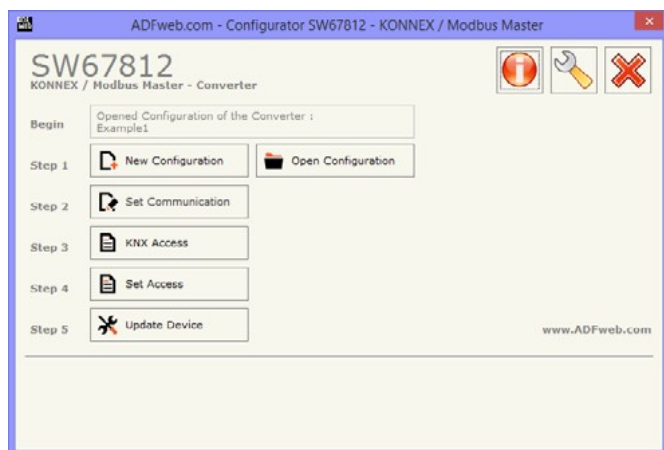 ADFweb.com - Configurator SW67812 - KONNEX / Modbus Master
SW67812
KONNEX / Modbus Master - Converter
Begin
Opened Configuration of the Converter :
Example1
Step 1
New Configuration
Open Configuration
Step 2
Set Communication
Step 3
KNX Access
Step 4
Set Access
Step 5
Update Device
www.ADFweb.com